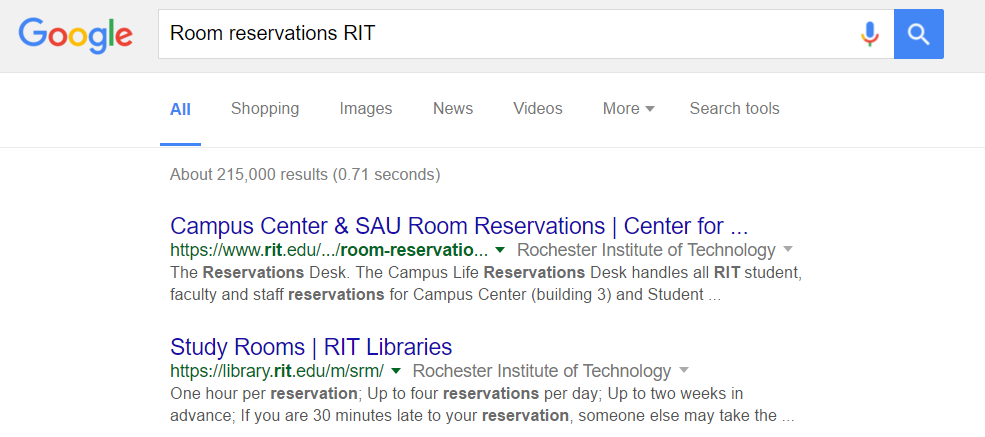 Google Room reservations RIT
All Shopping Images News Videos More Search tools
About 215,000 results (0.71 seconds)
Campus Center & SAU Room Reservations | Center for ...
https://www.rit.edu/.../room-reservatio... Rochester Institute of Technology
The Reservations Desk. The Campus Life Reservations Desk handles all RIT student,
faculty and staff reservations for Campus Center (building 3) and Student ...
Study Rooms | RIT Libraries
https://library.rit.edu/m/srm/ Rochester Institute of Technology
One hour per reservation; Up to four reservations per day; Up to two weeks in
advance; If you are 30 minutes late to your reservation, someone else may take the ...